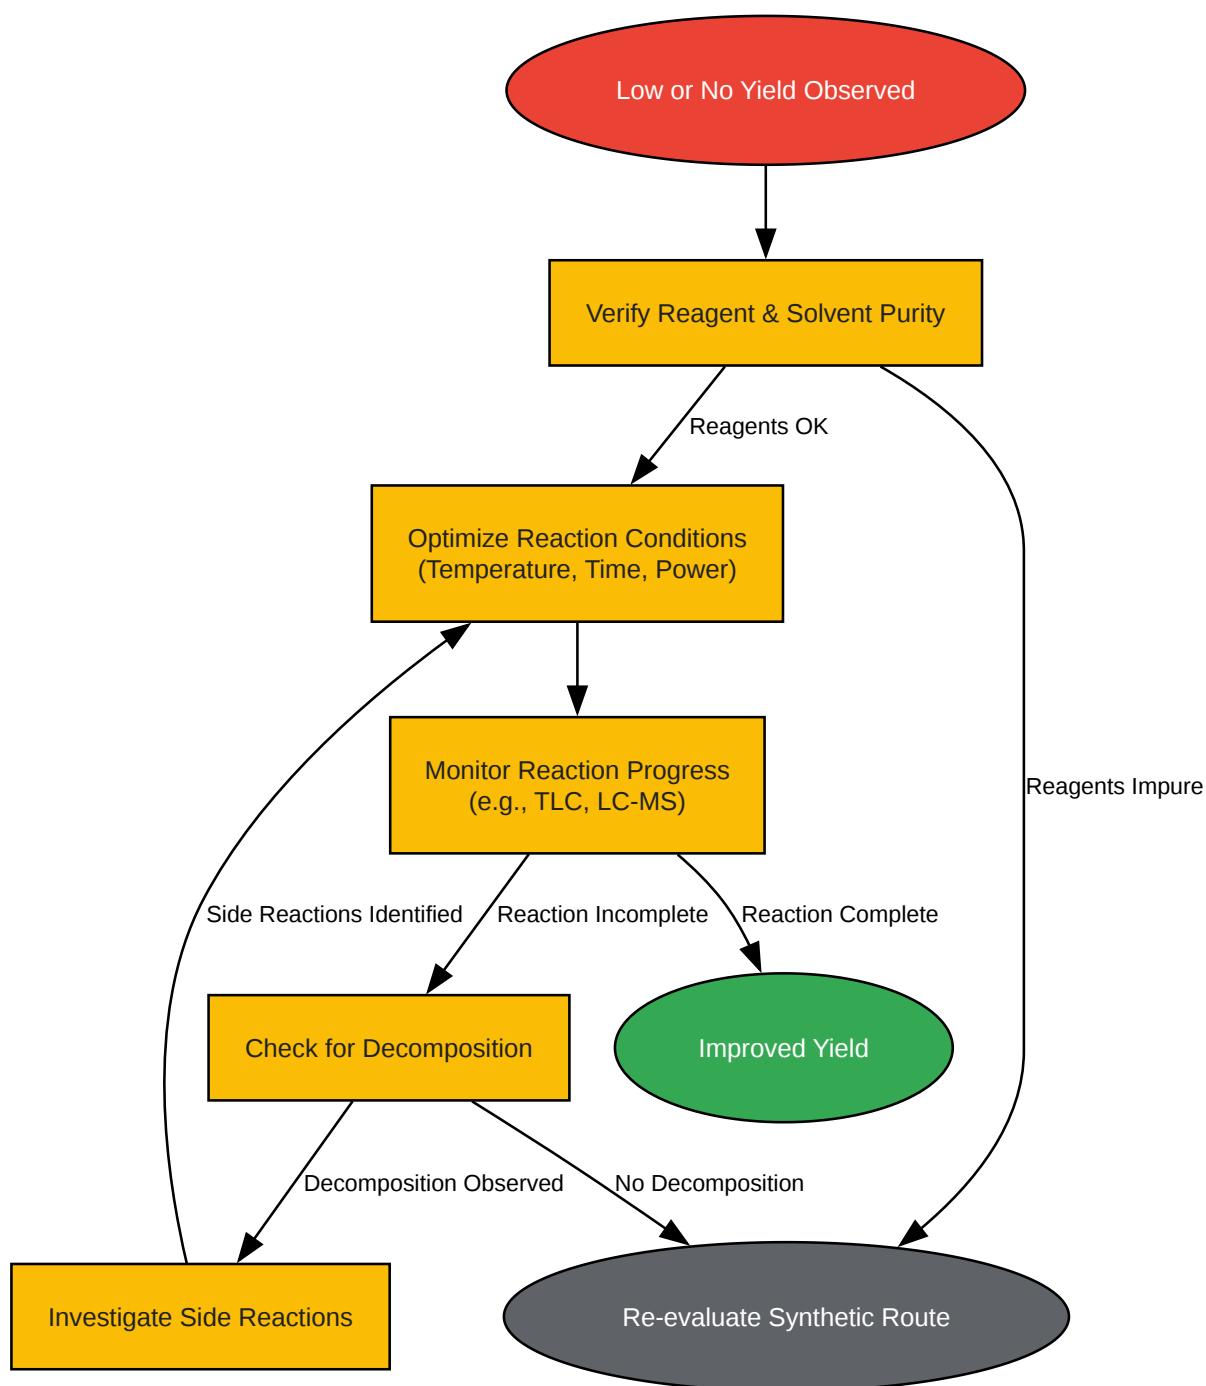 Low or No Yield Observed
Verify Reagent & Solvent Purity
Reagents OK
Optimize Reaction Conditions
(Temperature, Time, Power)
Monitor Reaction Progress
(e.g., TLC, LC-MS)
Reagents Impure
Side Reactions Identified
Reaction Incomplete
Reaction Complete
Check for Decomposition
Improved Yield
Decomposition Observed
No Decomposition
Investigate Side Reactions
Re-evaluate Synthetic Route